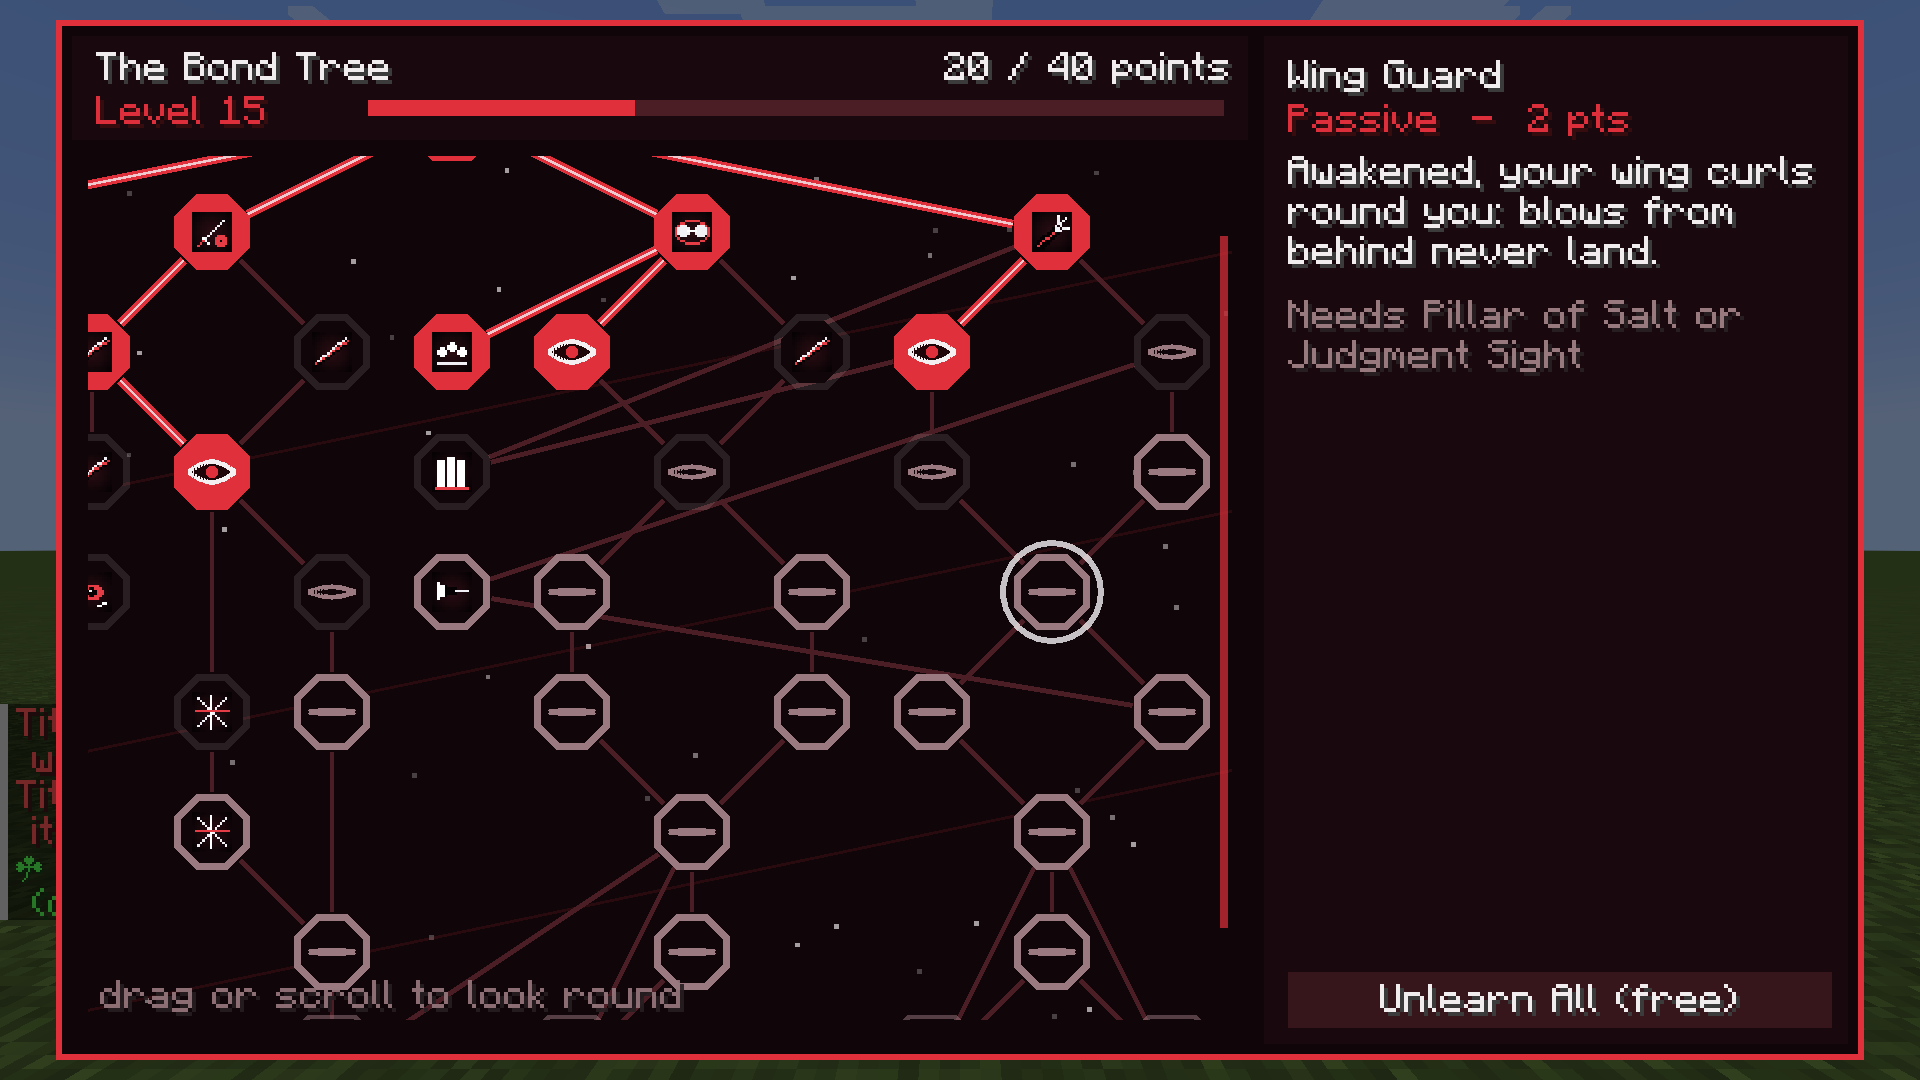 The Bond Tree
20 / 40 points
Level 15
Wing Guard
Passive - 2 pts
Awakened, your wing curls
round you: blows from
behind never land.
Needs Pillar of Salt or
Judgment Sight
drag or scroll to look round
Unlearn All (free)